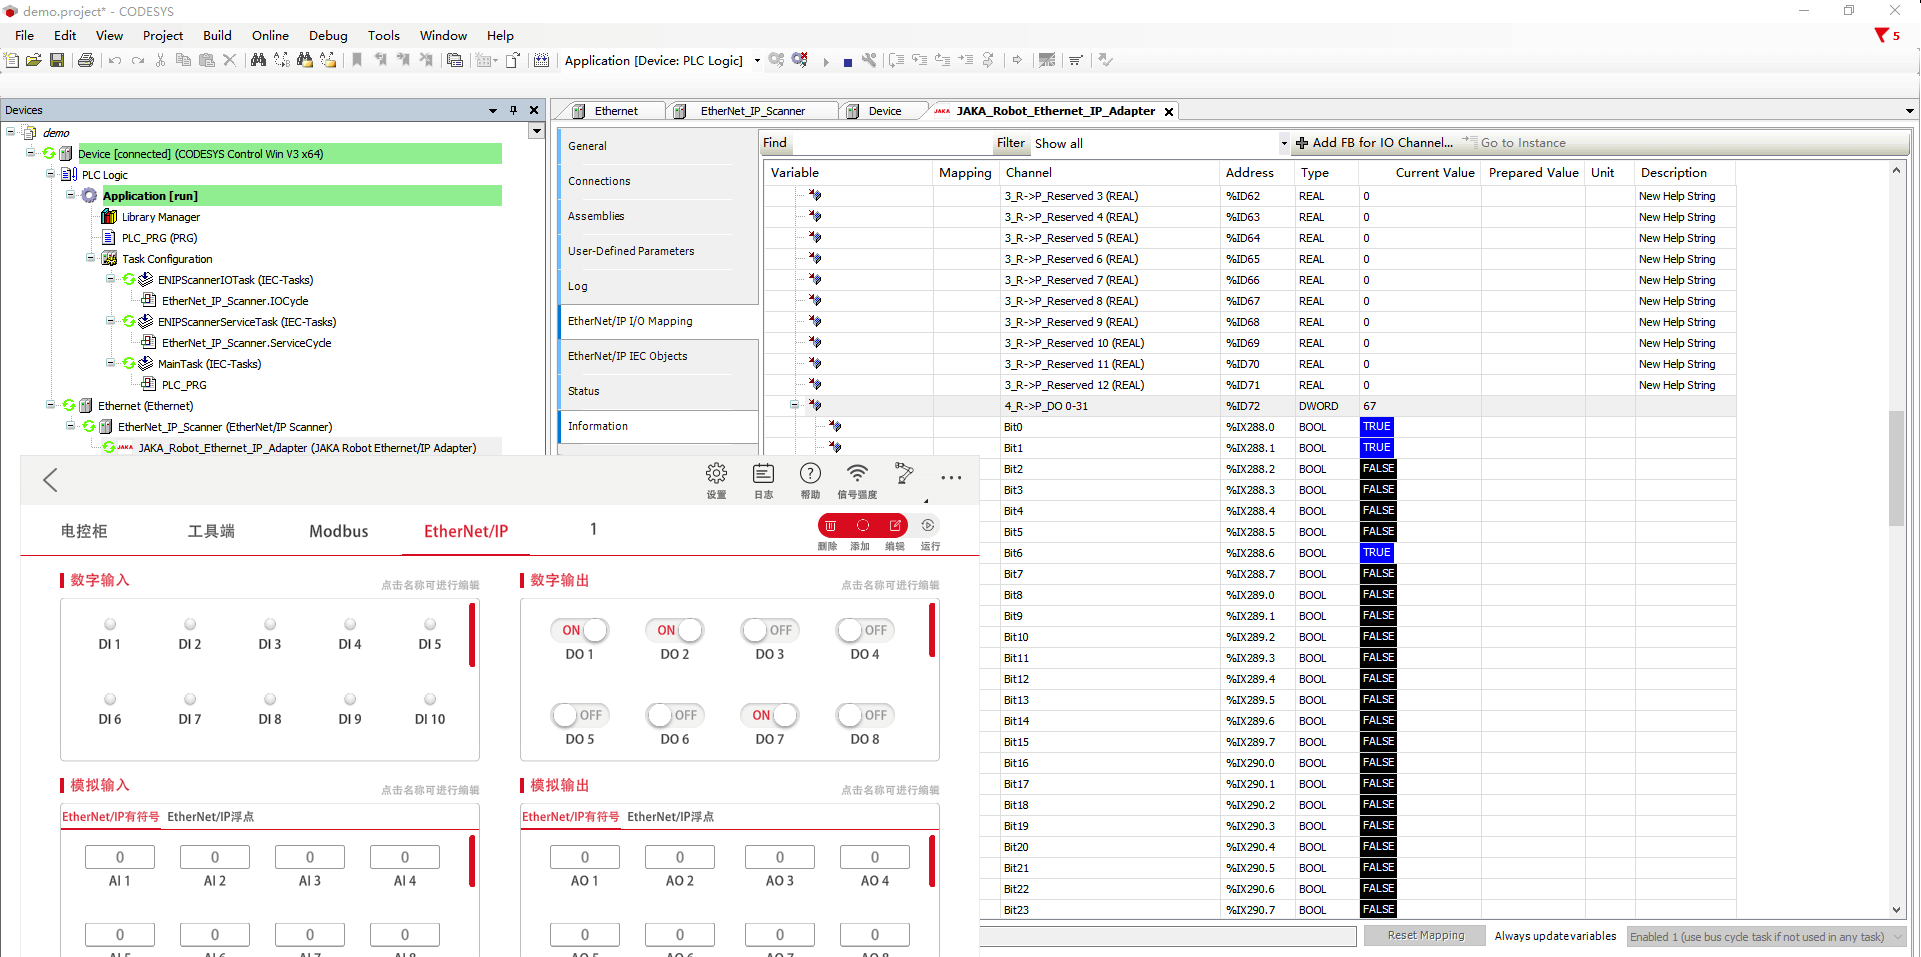 demo.project* - CODESYS
File Edit View Project Build Online Debug Tools Window Help
5
Application [Device: PLC Logic]
Devices
demo
Device [connected] (CODESYS Control Win V3 x64)
PLC Logic
Application [run]
Library Manager
PLC_PRG (PRG)
Task Configuration
ENIPScannerIOTask (IEC-Tasks)
EtherNet_IP_Scanner.IOCycle
ENIPScannerServiceTask (IEC-Tasks)
EtherNet_IP_Scanner.ServiceCycle
MainTask (IEC-Tasks)
PLC_PRG
Ethernet (Ethernet)
EtherNet_IP_Scanner (EtherNet/IP Scanner)
JAKA JAKA_Robot_Ethernet_IP_Adapter (JAKA Robot Ethernet/IP Adapter)
Ethernet EtherNet_IP_Scanner Device JAKA JAKA_Robot_Ethernet_IP_Adapter
General
Connections
Assemblies
User-Defined Parameters
Log
EtherNet/IP I/O Mapping
EtherNet/IP IEC Objects
Status
Information
Find Filter Show all Add FB for IO Channel... Go to Instance
Variable Mapping Channel Address Type Current Value Prepared Value Unit Description
3_R->P_Reserved 3 (REAL) %ID62 REAL 0 New Help String
3_R->P_Reserved 4 (REAL) %ID63 REAL 0 New Help String
3_R->P_Reserved 5 (REAL) %ID64 REAL 0 New Help String
3_R->P_Reserved 6 (REAL) %ID65 REAL 0 New Help String
3_R->P_Reserved 7 (REAL) %ID66 REAL 0 New Help String
3_R->P_Reserved 8 (REAL) %ID67 REAL 0 New Help String
3_R->P_Reserved 9 (REAL) %ID68 REAL 0 New Help String
3_R->P_Reserved 10 (REAL) %ID69 REAL 0 New Help String
3_R->P_Reserved 11 (REAL) %ID70 REAL 0 New Help String
3_R->P_Reserved 12 (REAL) %ID71 REAL 0 New Help String
4_R->P_DO 0-31 %ID72 DWORD 67
Bit0 %IX288.0 BOOL TRUE
Bit1 %IX288.1 BOOL TRUE
Bit2 %IX288.2 BOOL FALSE
Bit3 %IX288.3 BOOL FALSE
Bit4 %IX288.4 BOOL FALSE
Bit5 %IX288.5 BOOL FALSE
Bit6 %IX288.6 BOOL TRUE
Bit7 %IX288.7 BOOL FALSE
Bit8 %IX289.0 BOOL FALSE
Bit9 %IX289.1 BOOL FALSE
Bit10 %IX289.2 BOOL FALSE
Bit11 %IX289.3 BOOL FALSE
Bit12 %IX289.4 BOOL FALSE
Bit13 %IX289.5 BOOL FALSE
Bit14 %IX289.6 BOOL FALSE
Bit15 %IX289.7 BOOL FALSE
Bit16 %IX290.0 BOOL FALSE
Bit17 %IX290.1 BOOL FALSE
Bit18 %IX290.2 BOOL FALSE
Bit19 %IX290.3 BOOL FALSE
Bit20 %IX290.4 BOOL FALSE
Bit21 %IX290.5 BOOL FALSE
Bit22 %IX290.6 BOOL FALSE
Bit23 %IX290.7 BOOL FALSE
Reset Mapping Always update variables Enabled 1 (use bus cycle task if not used in any task)
设置 日志 帮助 信号强度
电控柜 工具端 Modbus EtherNet/IP 1
删除 添加 编辑 运行
数字输入 点击名称可进行编辑
DI 1 DI 2 DI 3 DI 4 DI 5
DI 6 DI 7 DI 8 DI 9 DI 10
数字输出 点击名称可进行编辑
ON ON OFF OFF
DO 1 DO 2 DO 3 DO 4
OFF OFF ON OFF
DO 5 DO 6 DO 7 DO 8
模拟输入 点击名称可进行编辑
EtherNet/IP有符号 EtherNet/IP浮点
0 0 0 0
AI 1 AI 2 AI 3 AI 4
0 0 0 0
模拟输出 点击名称可进行编辑
EtherNet/IP有符号 EtherNet/IP浮点
0 0 0 0
AO 1 AO 2 AO 3 AO 4
0 0 0 0